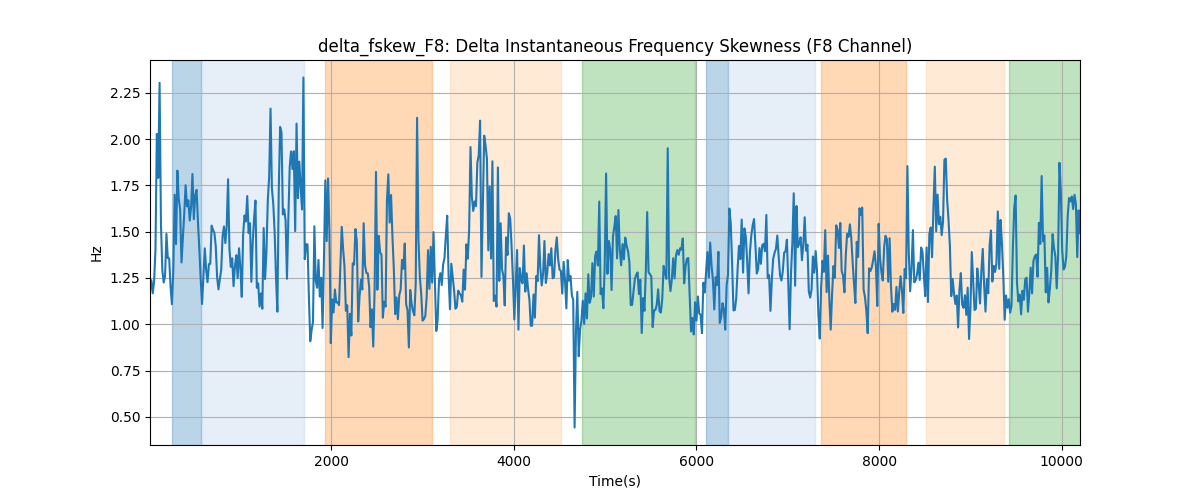 delta_fskew_F8: Delta Instantaneous Frequency Skewness (F8 Channel)
2.25
2.00
1.75
1.50
1.25
1.00
0.75
0.50
Hz
2000 4000 6000 8000 10000
Time(s)